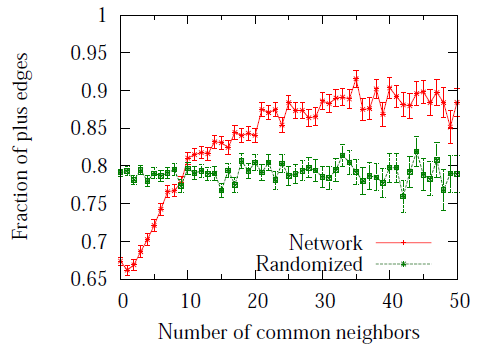 1
0.95
0.9
0.85
0.8
0.75
0.7
0.65
Fraction of plus edges
Network
Randomized
0 10 20 30 40 50
Number of common neighbors